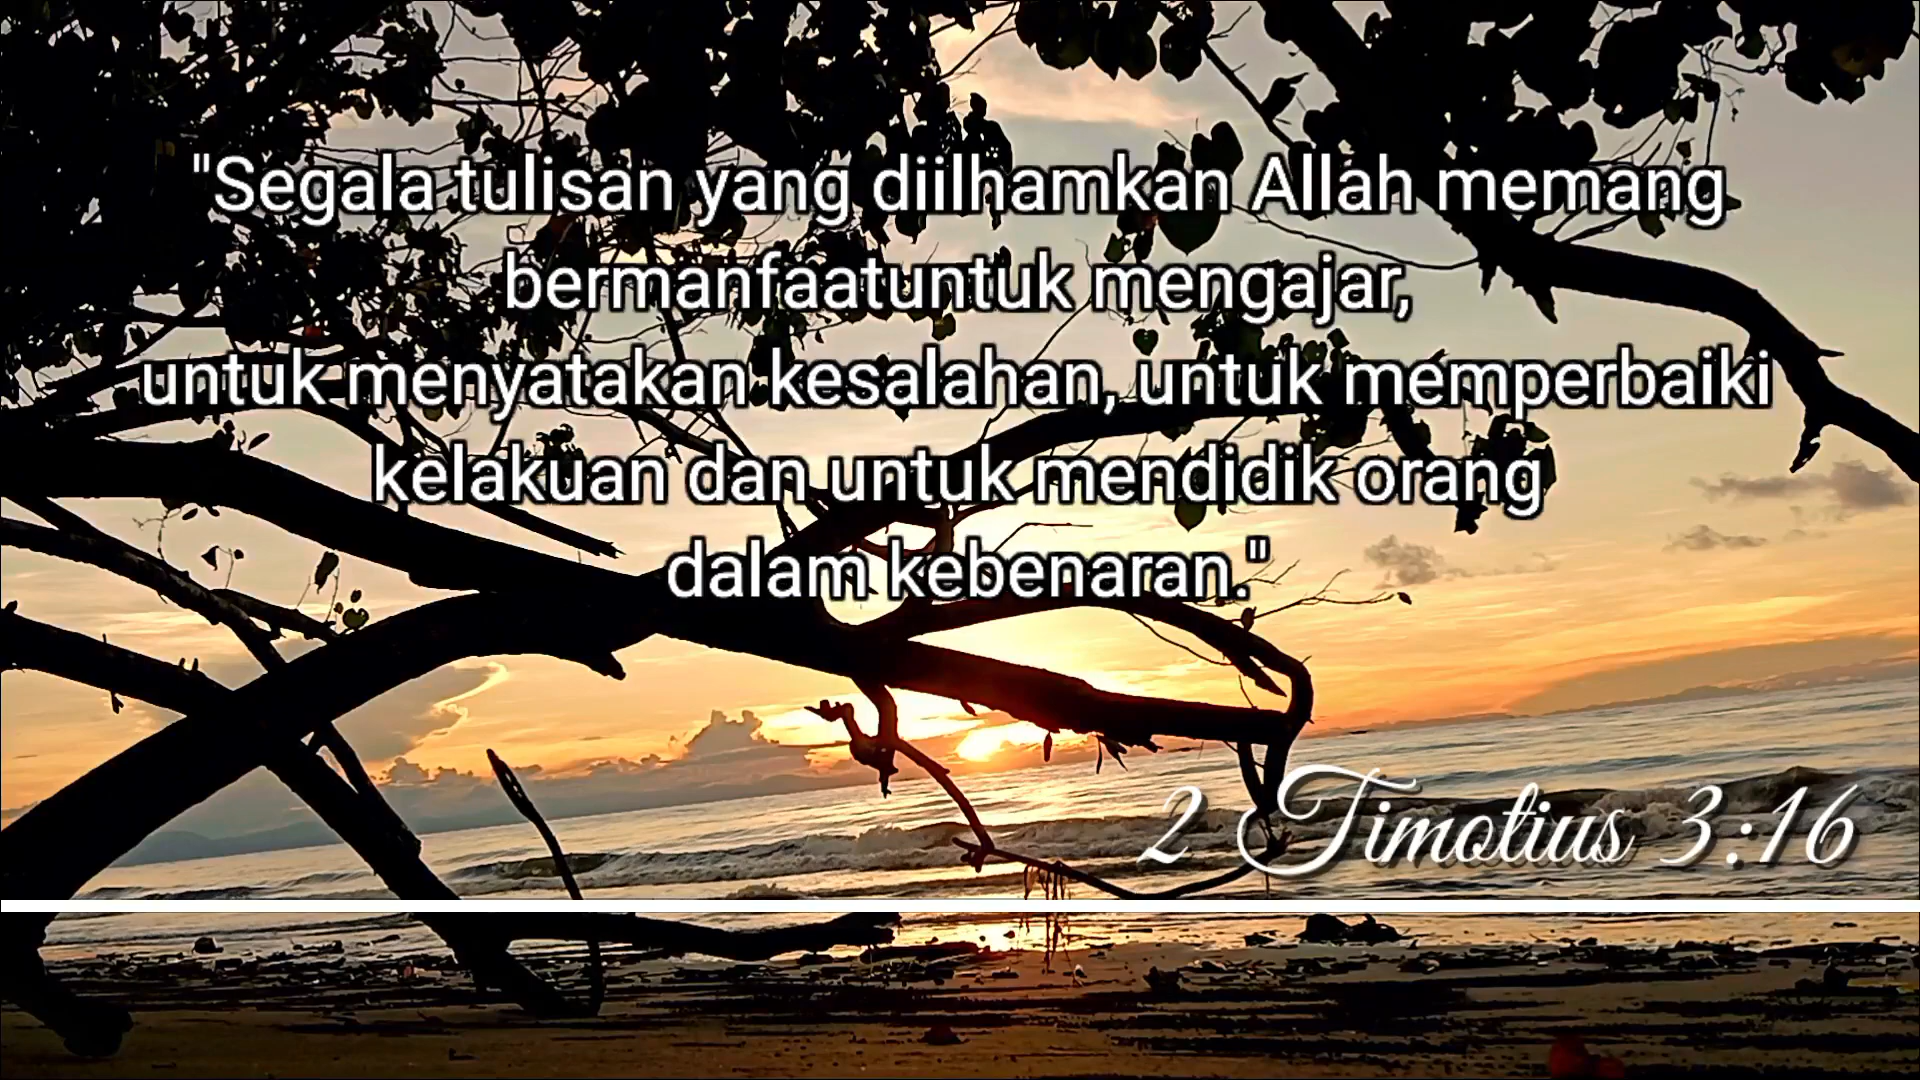 "Segala tulisan yang diilhamkan Allah memang
bermanfaatuntuk mengajar,
untuk menyatakan kesalahan, untuk memperbaiki
kelakuan dan untuk mendidik orang
dalam kebenaran."
2 Timotius 3:16